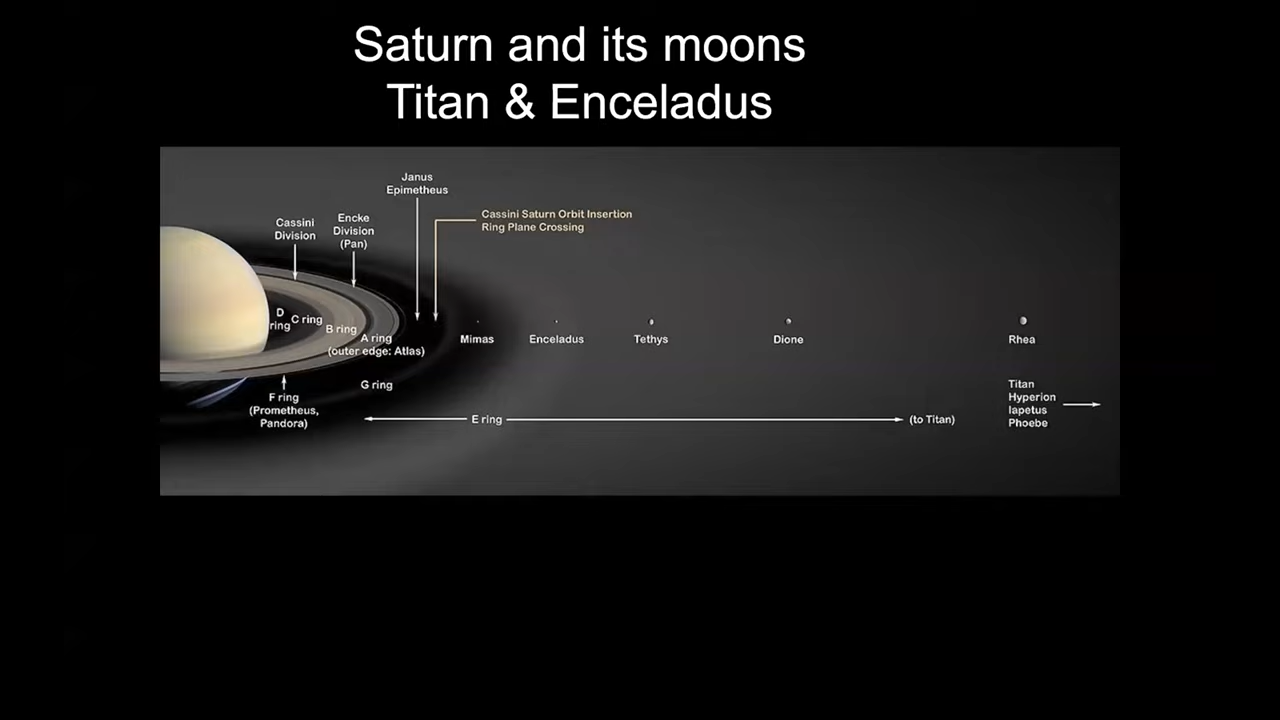 Saturn and its moons
Titan & Enceladus
Janus
Epimetheus
Cassini Saturn Orbit Insertion
Ring Plane Crossing
Encke
Division
(Pan)
Cassini
Division
D
ring
C ring
B ring
A ring
(outer edge: Atlas)
Mimas
Enceladus
Tethys
Dione
Rhea
G ring
F ring
(Prometheus,
Pandora)
E ring
(to Titan)
Titan
Hyperion
Iapetus
Phoebe